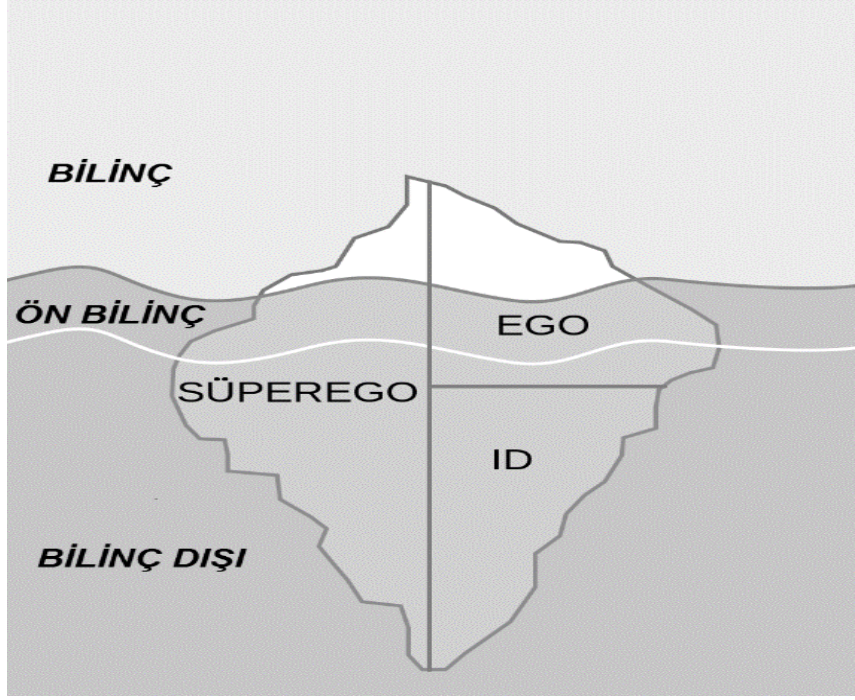 BİLİNÇ
ÖN BİLİNÇ
EGO
SÜPEREGO
ID
BİLİNÇ DIŞI